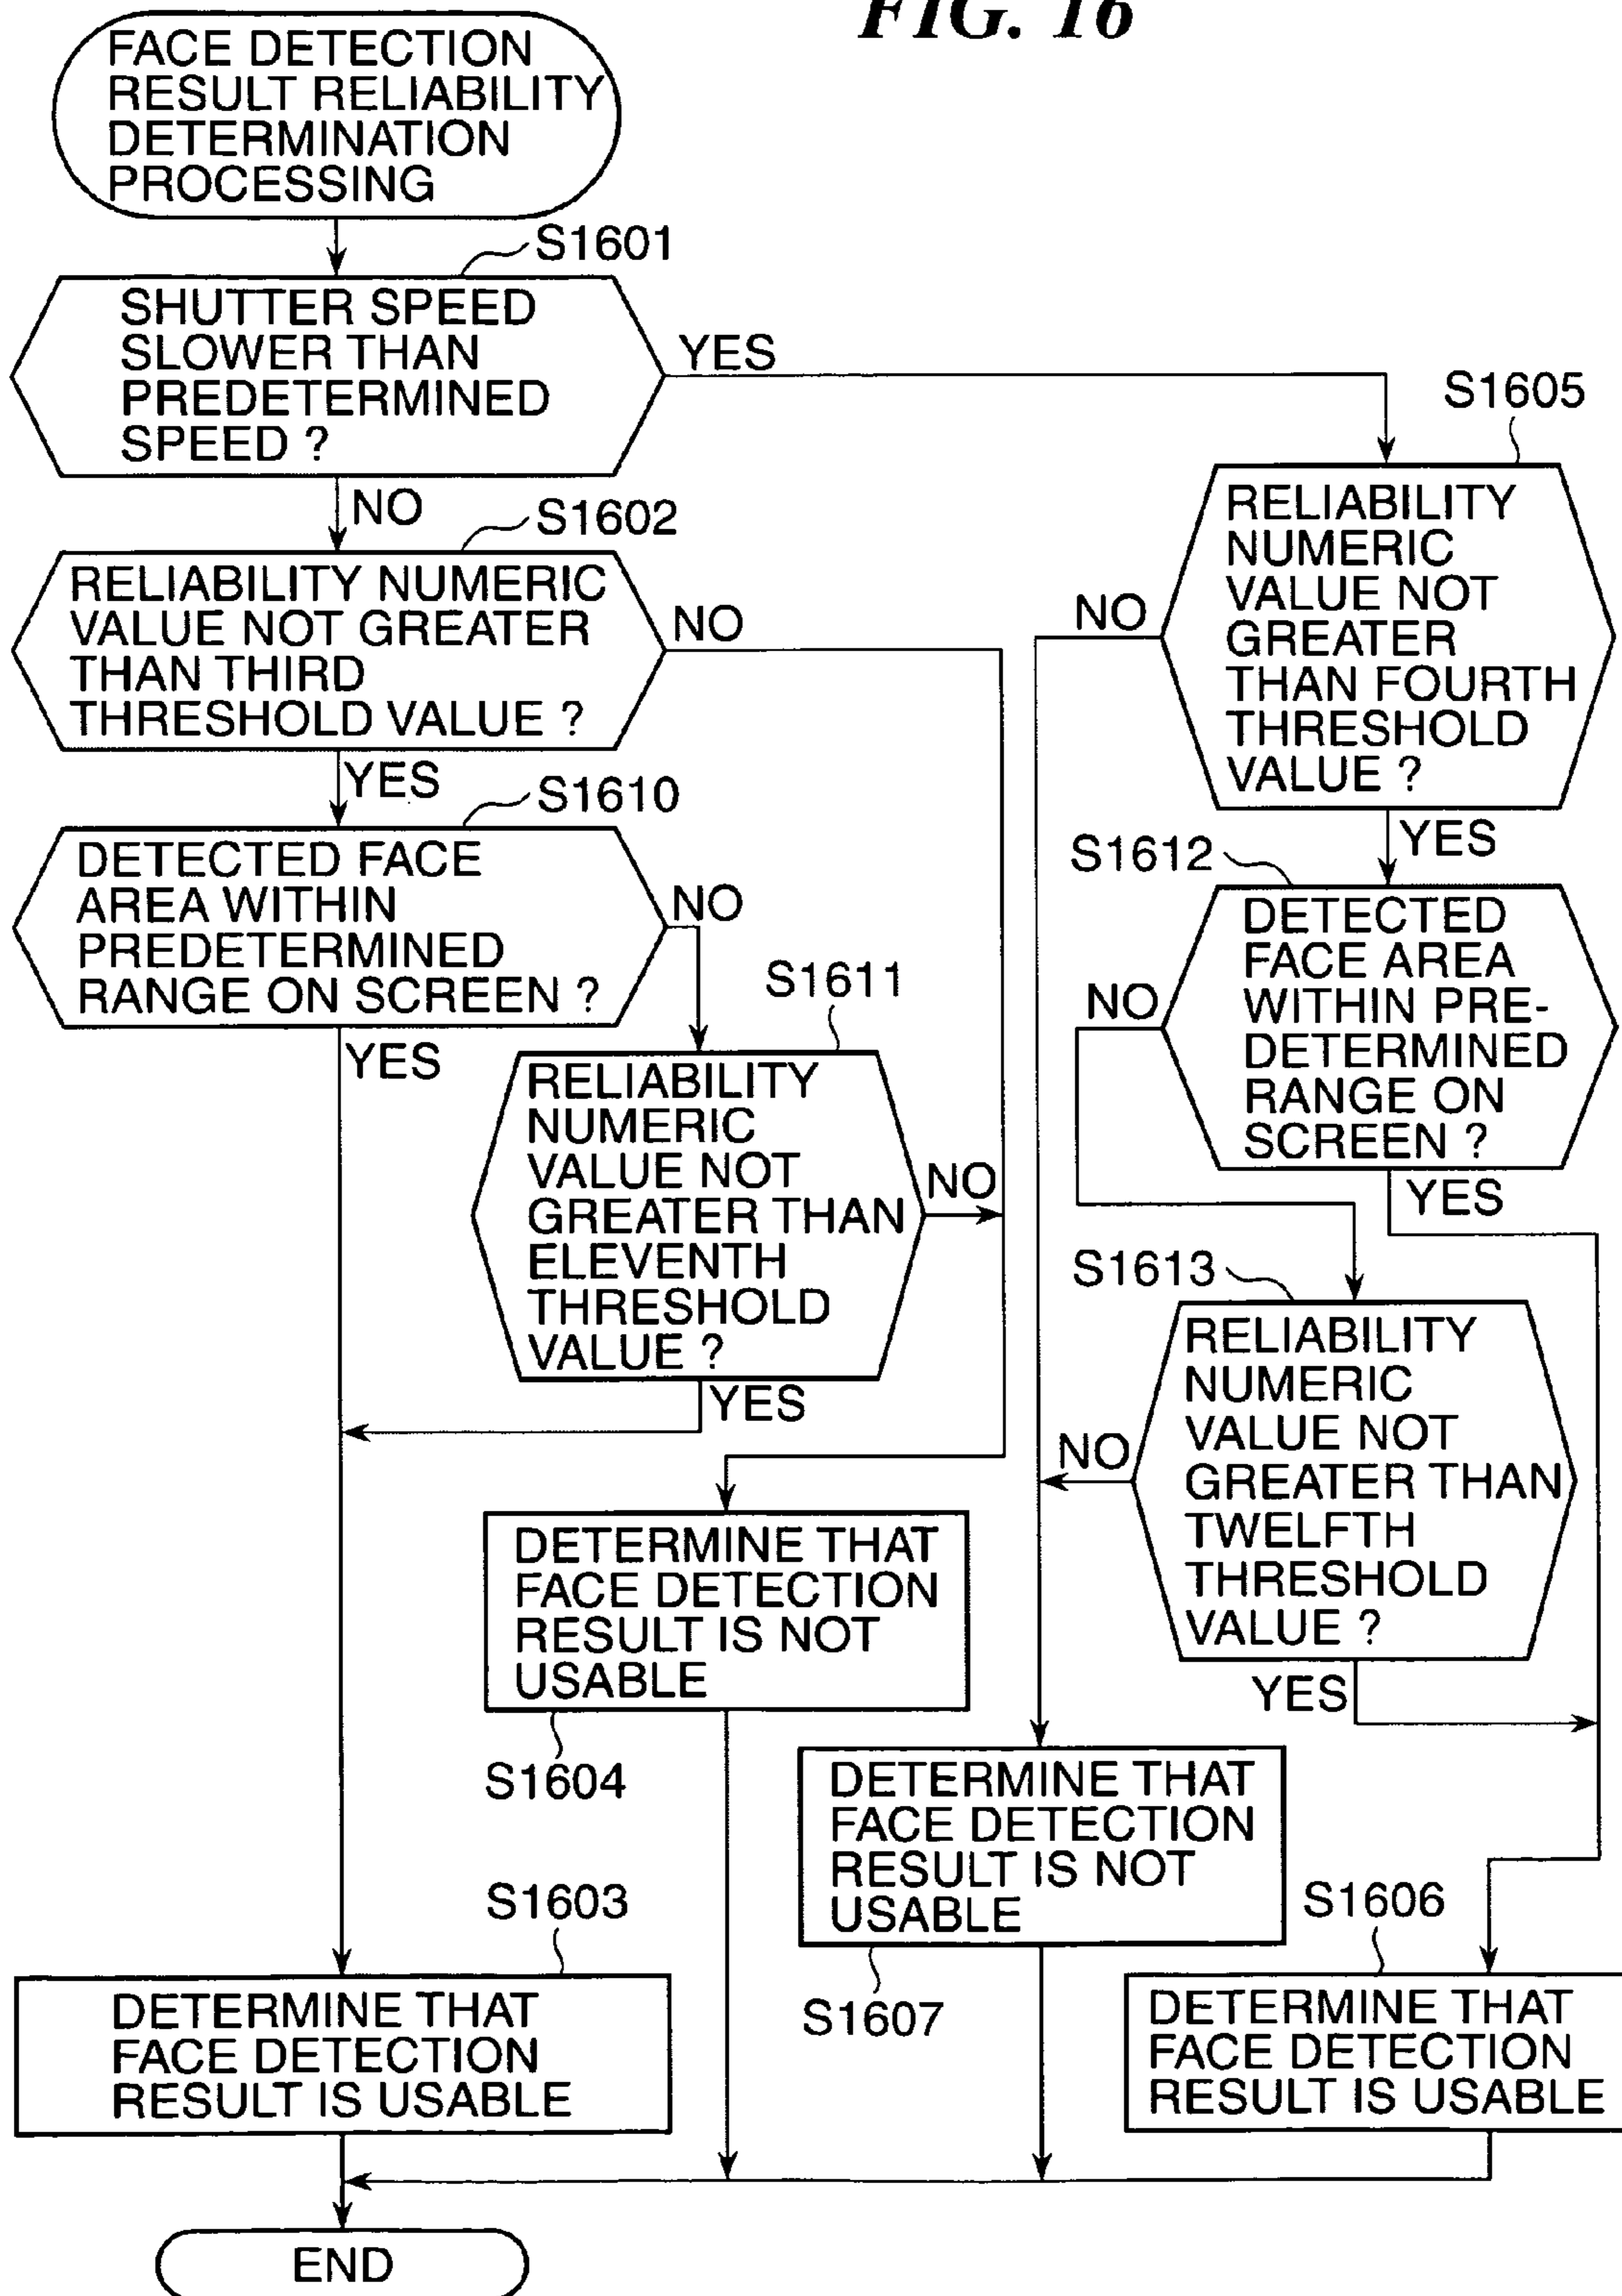 FIG. 16
FACE DETECTION
RESULT RELIABILITY
DETERMINATION
PROCESSING
S1601
SHUTTER SPEED
SLOWER THAN
PREDETERMINED
SPEED ?
YES
NO
S1602
RELIABILITY NUMERIC
VALUE NOT GREATER
THAN THIRD
THRESHOLD VALUE ?
NO
YES
S1610
DETECTED FACE
AREA WITHIN
PREDETERMINED
RANGE ON SCREEN ?
NO
YES
S1611
RELIABILITY
NUMERIC
VALUE NOT
GREATER THAN
ELEVENTH
THRESHOLD
VALUE ?
NO
YES
DETERMINE THAT
FACE DETECTION
RESULT IS NOT
USABLE
S1604
S1603
DETERMINE THAT
FACE DETECTION
RESULT IS USABLE
S1605
RELIABILITY
NUMERIC
VALUE NOT
GREATER
THAN FOURTH
THRESHOLD
VALUE ?
NO
YES
S1612
DETECTED
FACE AREA
WITHIN PRE-
DETERMINED
RANGE ON
SCREEN ?
NO
YES
S1613
RELIABILITY
NUMERIC
VALUE NOT
GREATER THAN
TWELFTH
THRESHOLD
VALUE ?
NO
YES
DETERMINE THAT
FACE DETECTION
RESULT IS NOT
USABLE
S1607
S1606
DETERMINE THAT
FACE DETECTION
RESULT IS USABLE
END